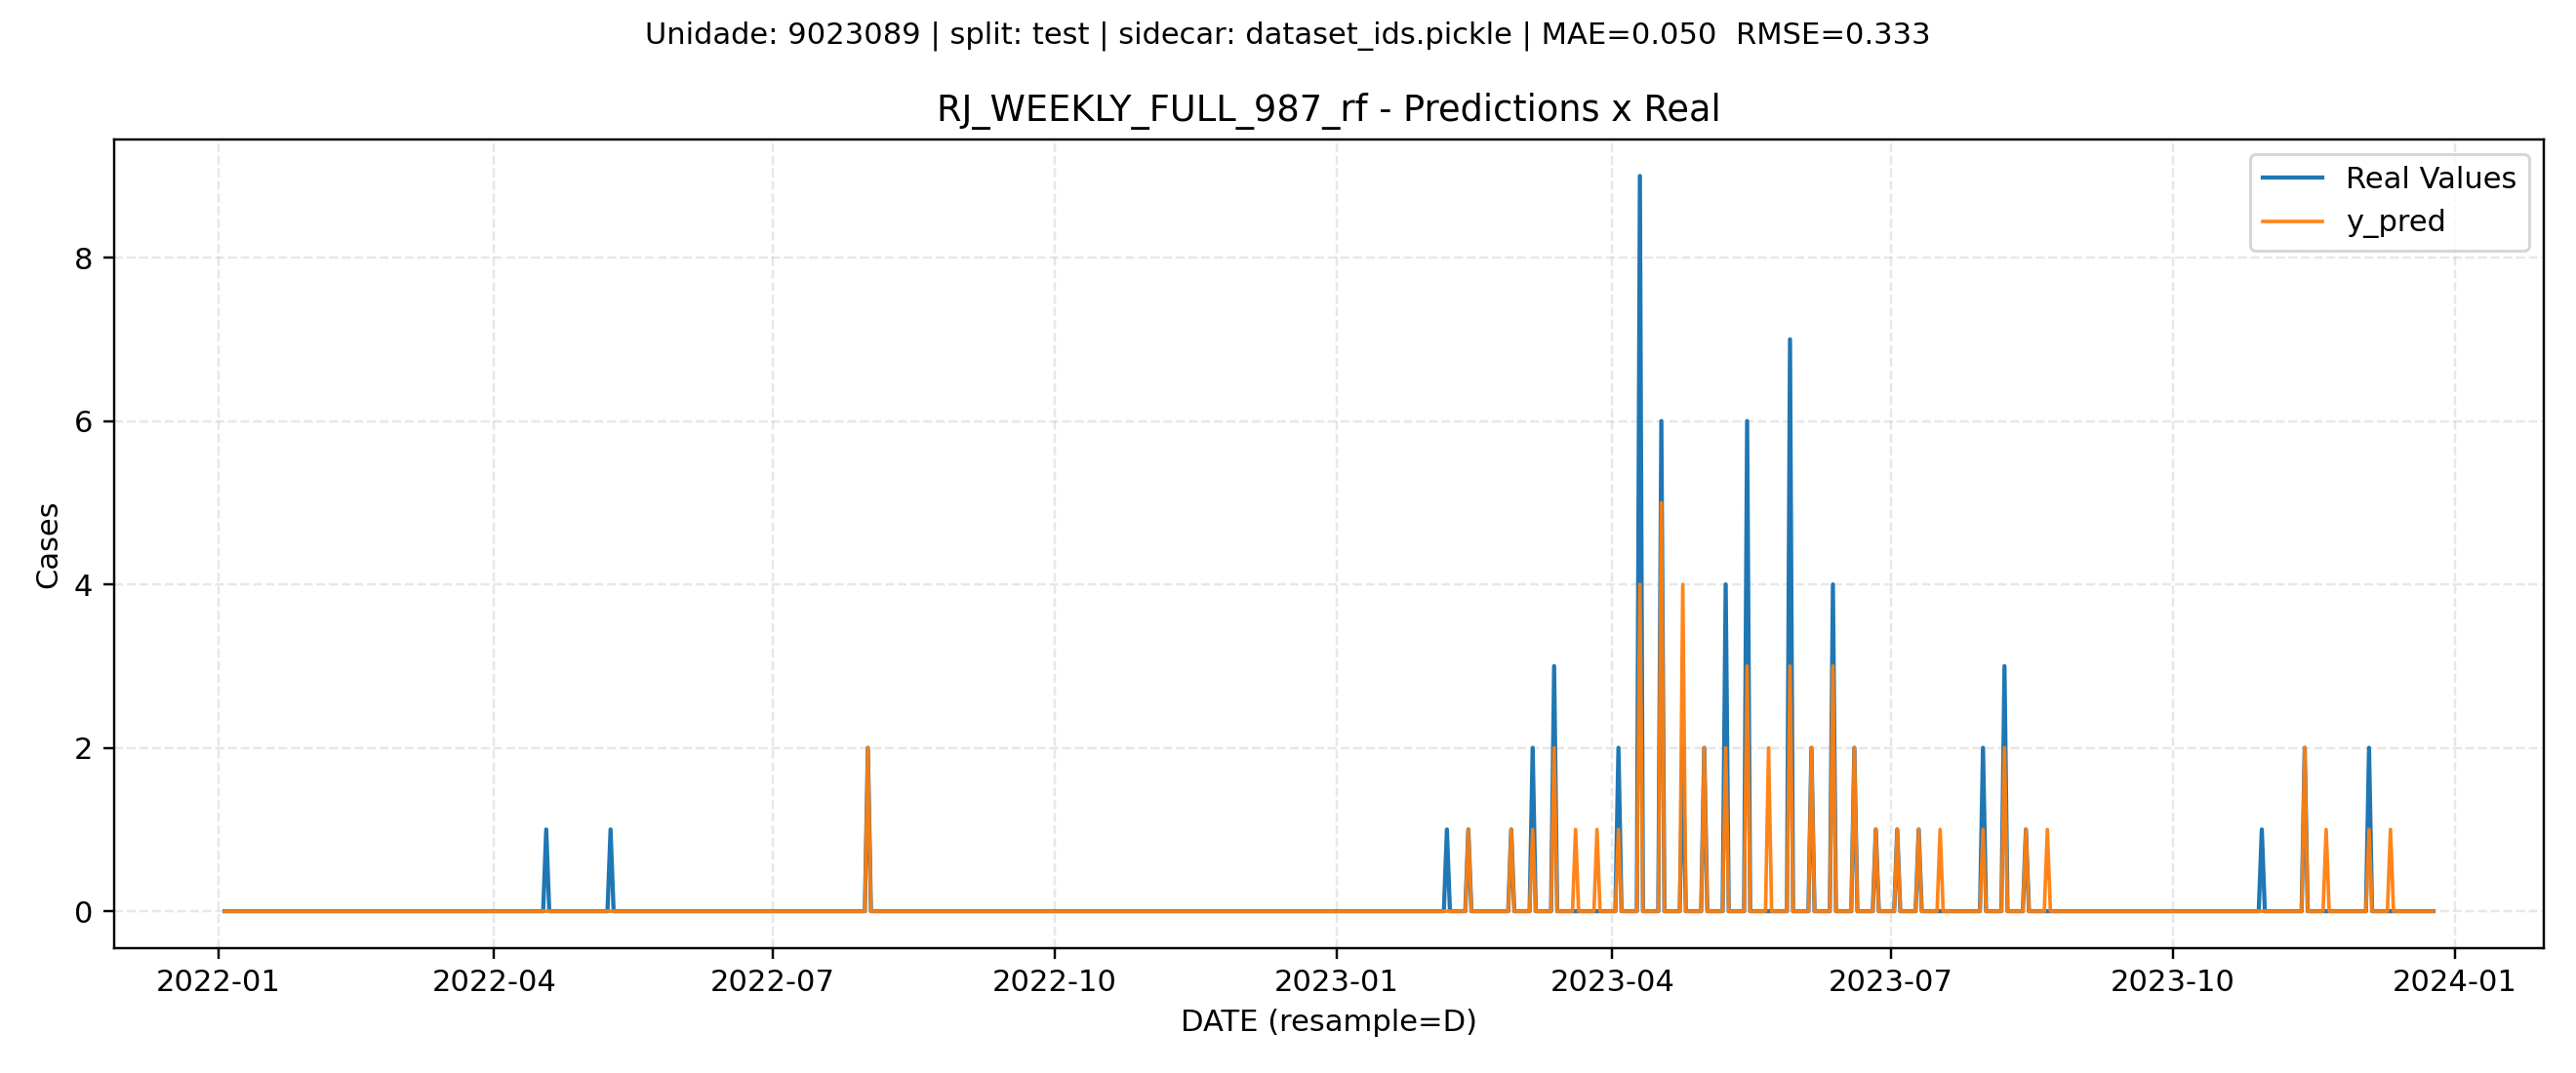 Unidade: 9023089 | split: test | sidecar: dataset_ids.pickle | MAE=0.050  RMSE=0.333
RJ_WEEKLY_FULL_987_rf - Predictions x Real
Real Values
y_pred
Cases
8
6
4
2
0
2022-01 2022-04 2022-07 2022-10 2023-01 2023-04 2023-07 2023-10 2024-01
DATE (resample=D)